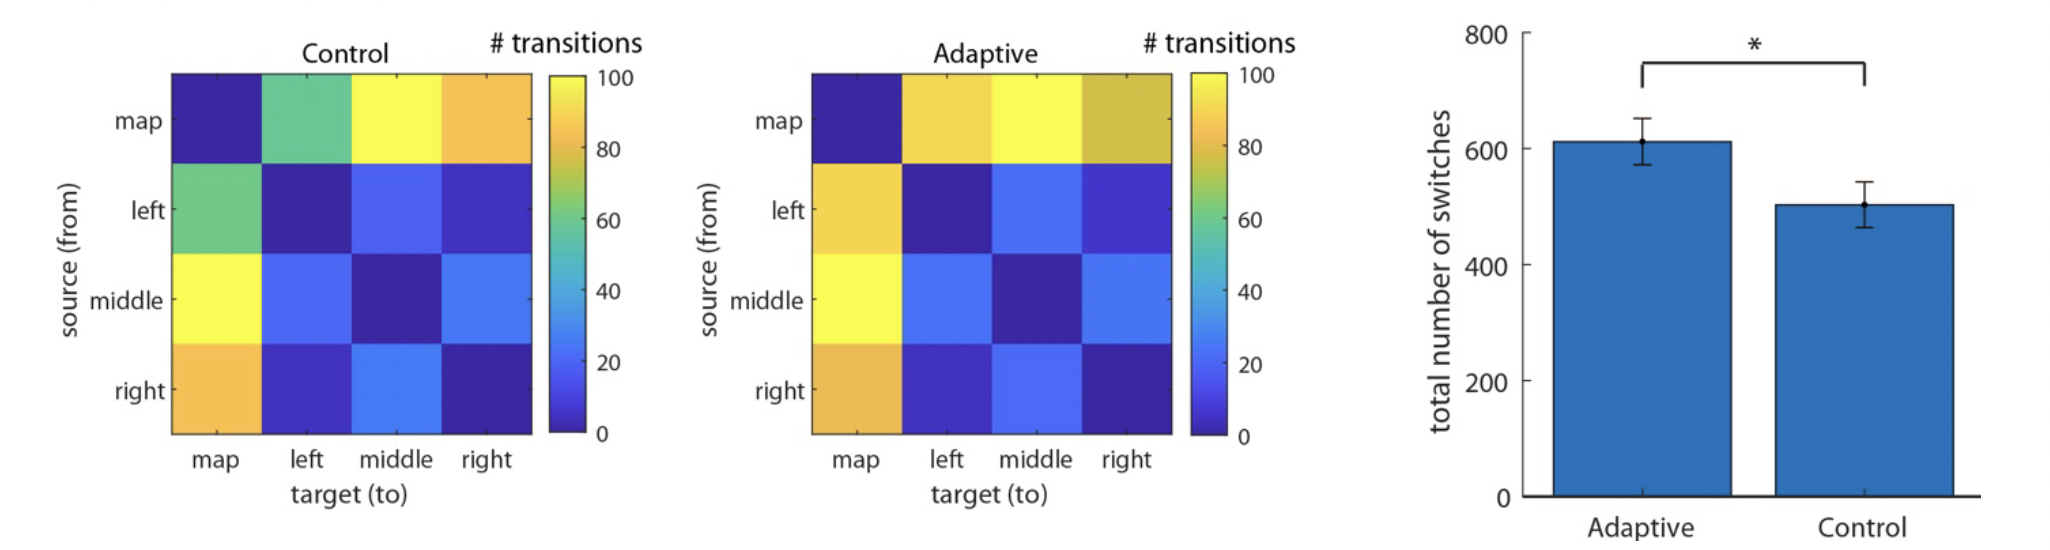 Control
# transitions
map
left
middle
right
source (from)
map left middle right
target (to)
100
80
60
40
20
0
Adaptive
# transitions
map
left
middle
right
source (from)
map left middle right
target (to)
100
80
60
40
20
0
total number of switches
800
600
400
200
0
*
Adaptive Control